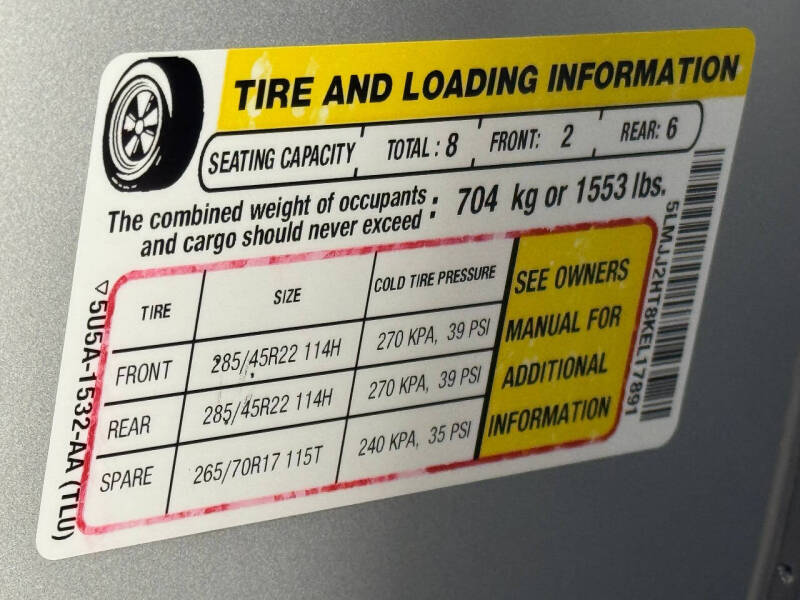 TIRE AND LOADING INFORMATION
SEATING CAPACITY TOTAL: 8 FRONT: 2 REAR: 6
The combined weight of occupants and cargo should never exceed : 704 kg or 1553 lbs.
TIRE SIZE COLD TIRE PRESSURE
FRONT 285/45R22 114H 270 KPA, 39 PSI
REAR 285/45R22 114H 270 KPA, 39 PSI
SPARE 265/70R17 115T 240 KPA, 35 PSI
SEE OWNERS
MANUAL FOR
ADDITIONAL
INFORMATION
5U5A-1532-AA (TLU)
5LMJJ2HT8KEL17891